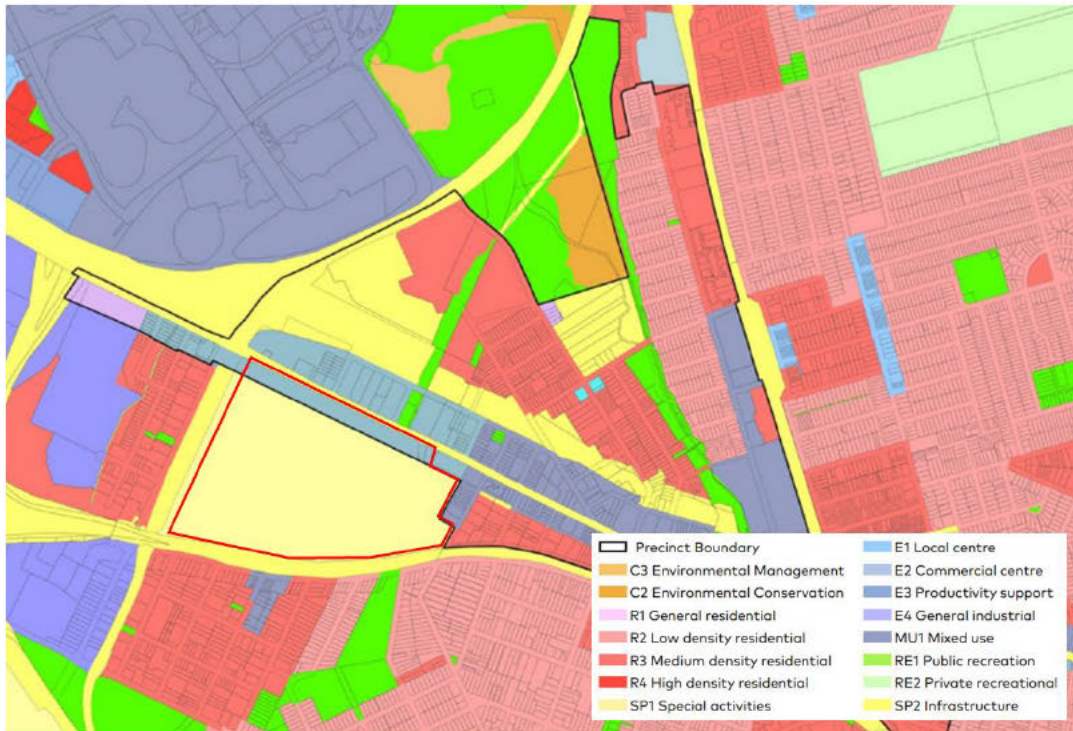 Precinct Boundary
C3 Environmental Management
C2 Environmental Conservation
R1 General residential
R2 Low density residential
R3 Medium density residential
R4 High density residential
SP1 Special activities
E1 Local centre
E2 Commercial centre
E3 Productivity support
E4 General industrial
MU1 Mixed use
RE1 Public recreation
RE2 Private recreational
SP2 Infrastructure